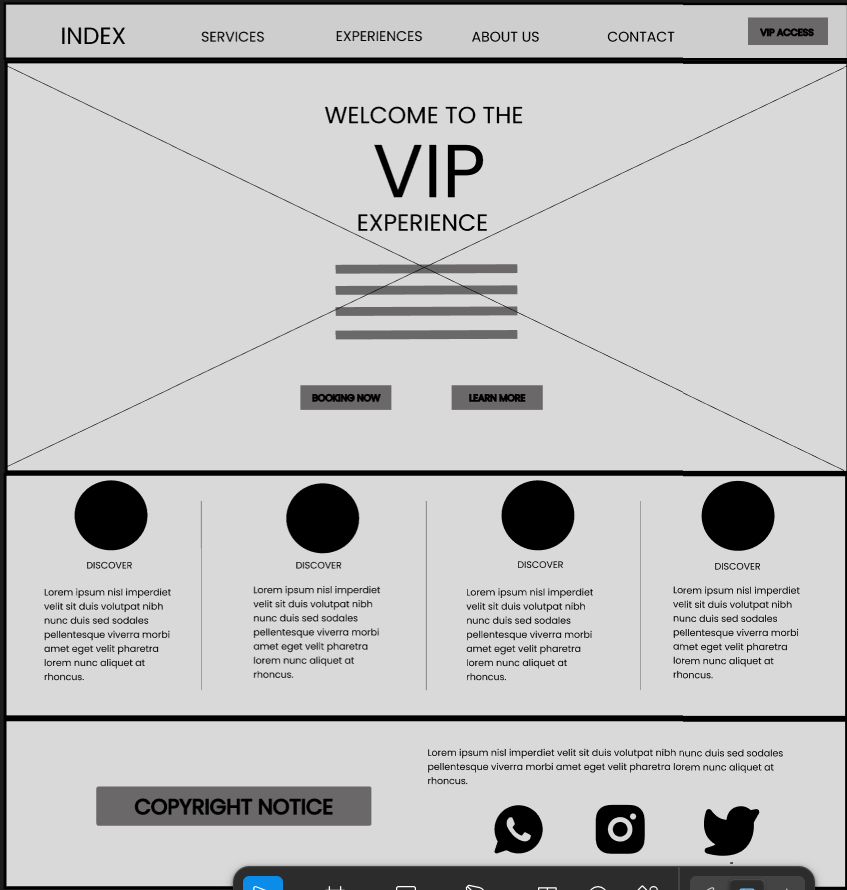 INDEX
SERVICES
EXPERIENCES
ABOUT US
CONTACT
VIP ACCESS
WELCOME TO THE
VIP
EXPERIENCE
BOOKING NOW
LEARN MORE
DISCOVER
Lorem ipsum nisl imperdiet
velit sit duis volutpat nibh
nunc duis sed sodales
pellentesque viverra morbi
amet eget velit pharetra
lorem nunc aliquet at
rhoncus.
DISCOVER
Lorem ipsum nisl imperdiet
velit sit duis volutpat nibh
nunc duis sed sodales
pellentesque viverra morbi
amet eget velit pharetra
lorem nunc aliquet at
rhoncus.
DISCOVER
Lorem ipsum nisl imperdiet
velit sit duis volutpat nibh
nunc duis sed sodales
pellentesque viverra morbi
amet eget velit pharetra
lorem nunc aliquet at
rhoncus.
DISCOVER
Lorem ipsum nisl imperdiet
velit sit duis volutpat nibh
nunc duis sed sodales
pellentesque viverra morbi
amet eget velit pharetra
lorem nunc aliquet at
rhoncus.
COPYRIGHT NOTICE
Lorem ipsum nisl imperdiet velit sit duis volutpat nibh nunc duis sed sodales
pellentesque viverra morbi amet eget velit pharetra lorem nunc aliquet at
rhoncus.